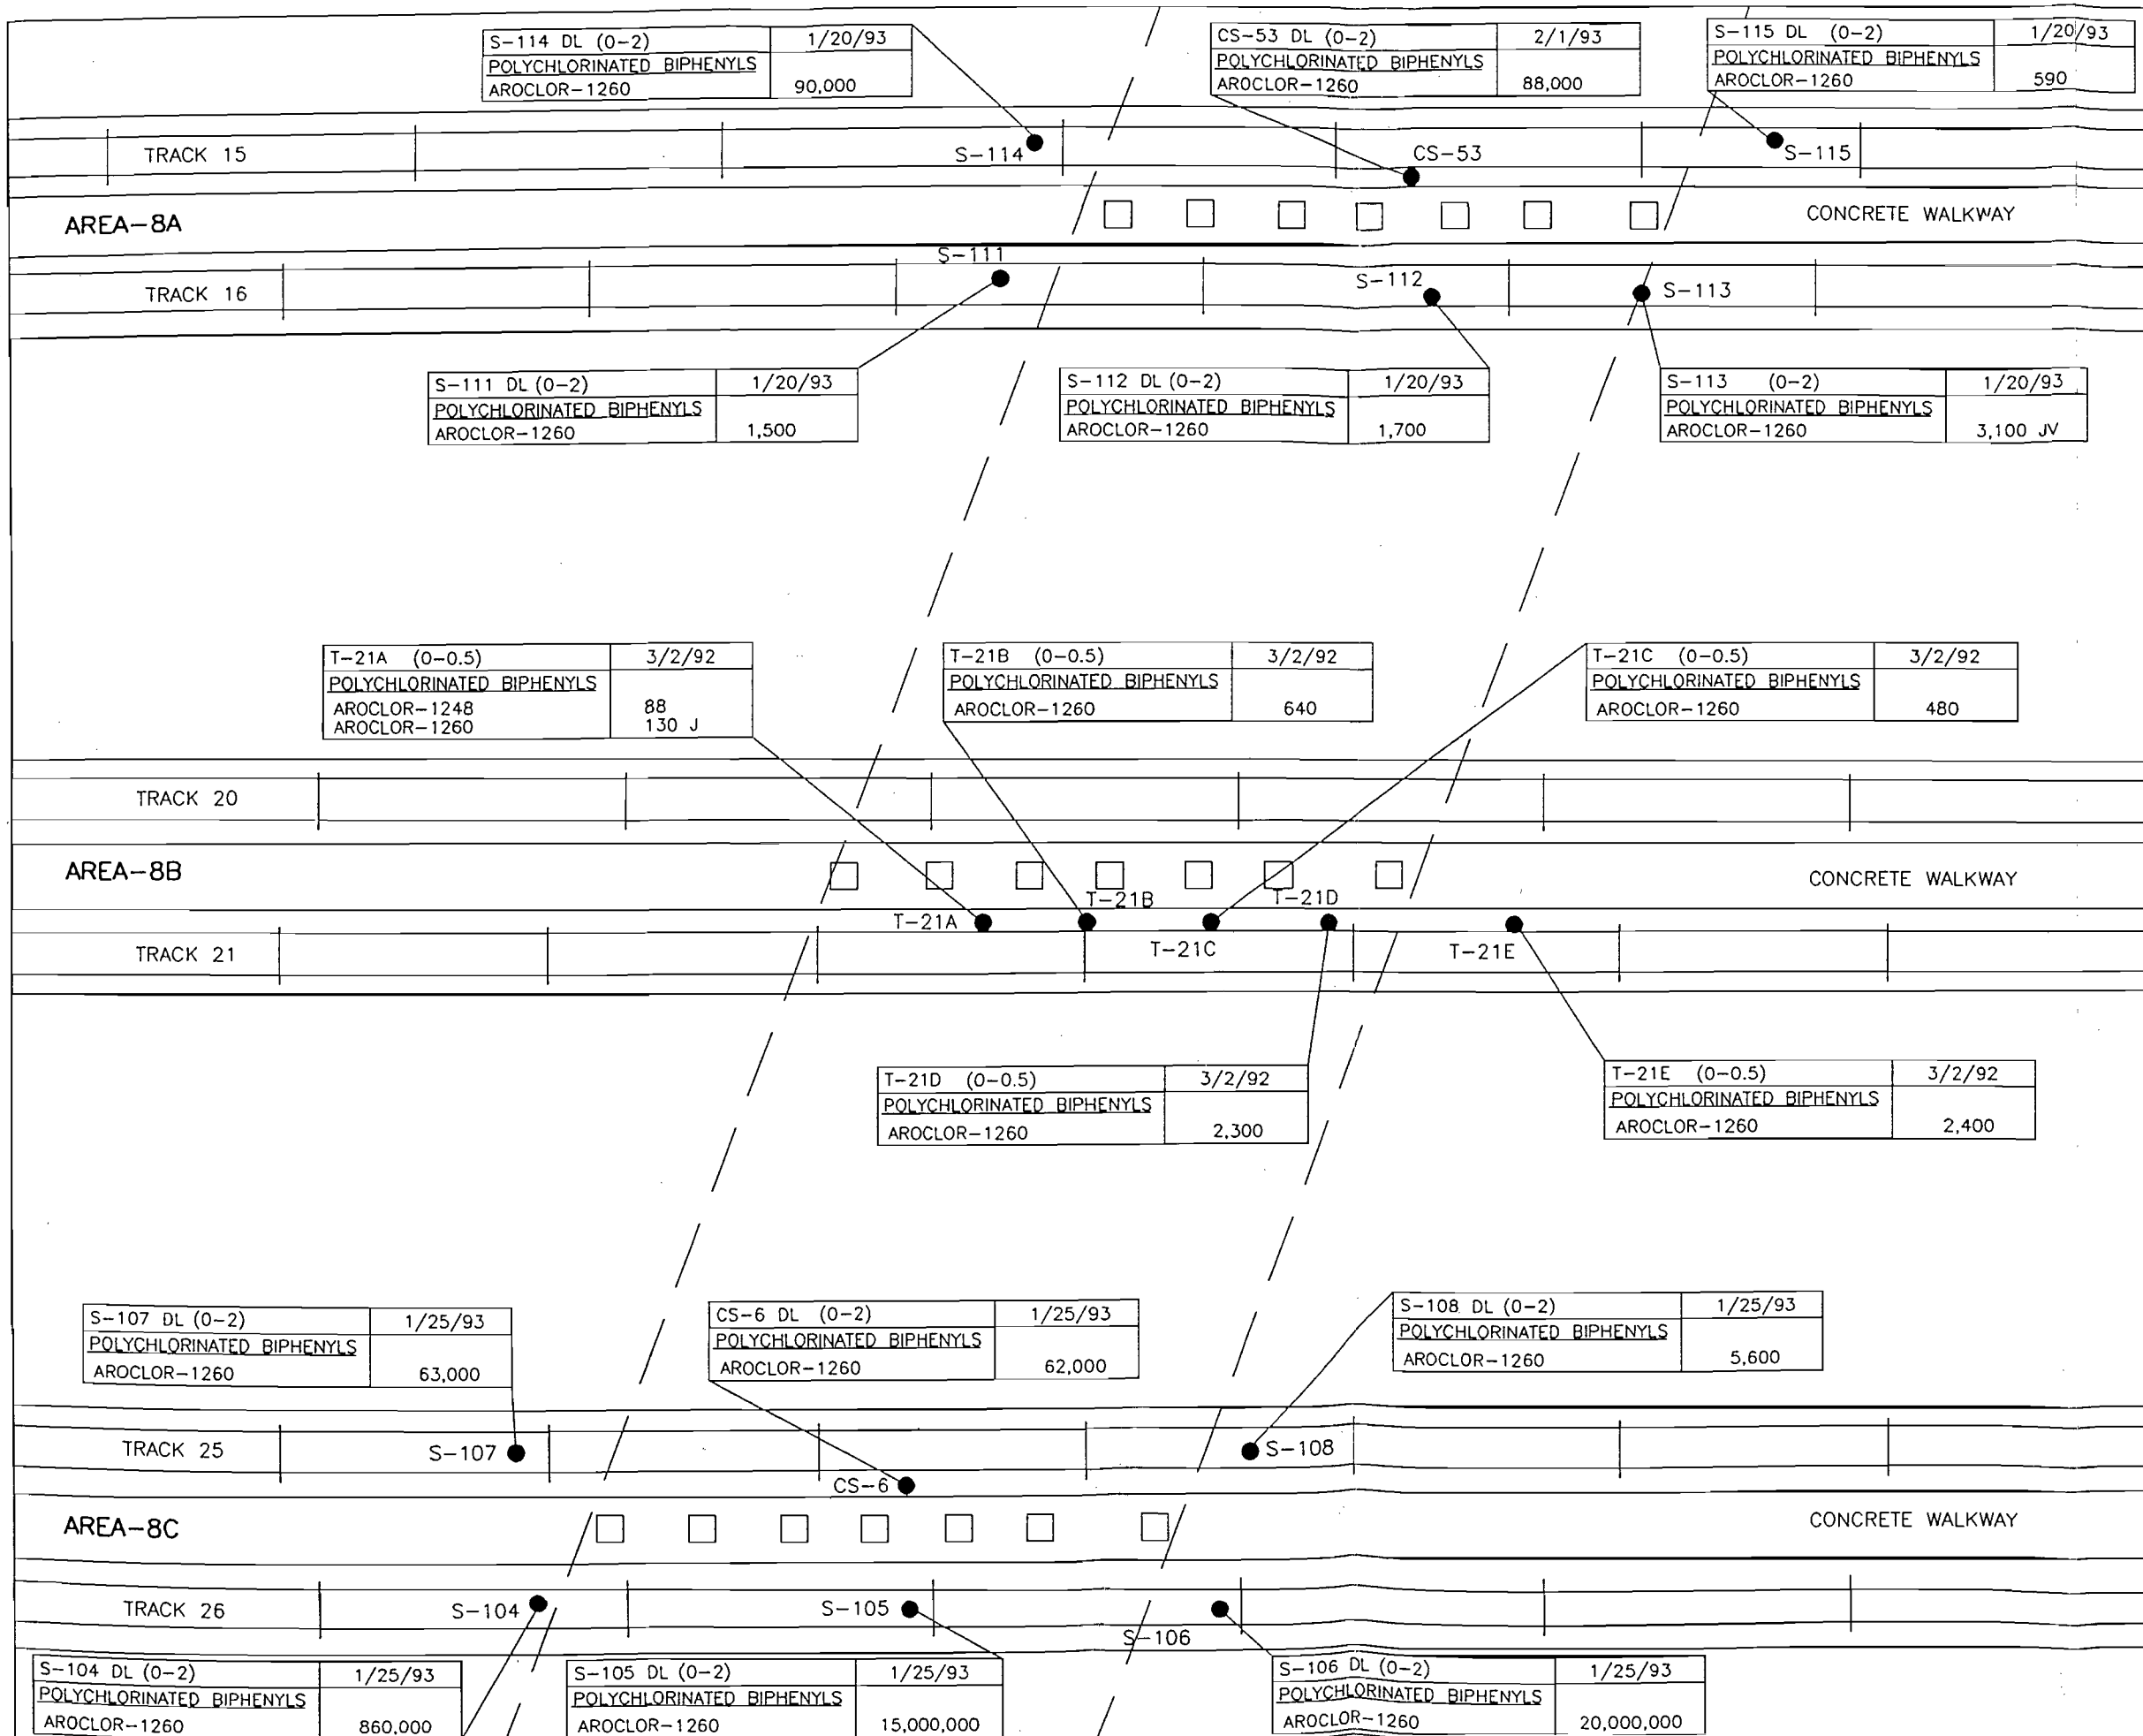 S-114 DL (0-2) 1/20/93
POLYCHLORINATED BIPHENYLS
AROCLOR-1260 90,000
CS-53 DL (0-2) 2/1/93
POLYCHLORINATED BIPHENYLS
AROCLOR-1260 88,000
S-115 DL (0-2) 1/20/93
POLYCHLORINATED BIPHENYLS
AROCLOR-1260 590
TRACK 15
S-114
CS-53
S-115
AREA-8A
CONCRETE WALKWAY
S-111
S-112
S-113
TRACK 16
S-111 DL (0-2) 1/20/93
POLYCHLORINATED BIPHENYLS
AROCLOR-1260 1,500
S-112 DL (0-2) 1/20/93
POLYCHLORINATED BIPHENYLS
AROCLOR-1260 1,700
S-113 (0-2) 1/20/93
POLYCHLORINATED BIPHENYLS
AROCLOR-1260 3,100 JV
T-21A (0-0.5) 3/2/92
POLYCHLORINATED BIPHENYLS
AROCLOR-1248 88
AROCLOR-1260 130 J
T-21B (0-0.5) 3/2/92
POLYCHLORINATED BIPHENYLS
AROCLOR-1260 640
T-21C (0-0.5) 3/2/92
POLYCHLORINATED BIPHENYLS
AROCLOR-1260 480
TRACK 20
AREA-8B
CONCRETE WALKWAY
T-21A
T-21B
T-21D
TRACK 21
T-21C
T-21E
T-21D (0-0.5) 3/2/92
POLYCHLORINATED BIPHENYLS
AROCLOR-1260 2,300
T-21E (0-0.5) 3/2/92
POLYCHLORINATED BIPHENYLS
AROCLOR-1260 2,400
S-107 DL (0-2) 1/25/93
POLYCHLORINATED BIPHENYLS
AROCLOR-1260 63,000
CS-6 DL (0-2) 1/25/93
POLYCHLORINATED BIPHENYLS
AROCLOR-1260 62,000
S-108 DL (0-2) 1/25/93
POLYCHLORINATED BIPHENYLS
AROCLOR-1260 5,600
TRACK 25
S-107
S-108
CS-6
AREA-8C
CONCRETE WALKWAY
TRACK 26
S-104
S-105
S-106
S-104 DL (0-2) 1/25/93
POLYCHLORINATED BIPHENYLS
AROCLOR-1260 860,000
S-105 DL (0-2) 1/25/93
POLYCHLORINATED BIPHENYLS
AROCLOR-1260 15,000,000
S-106 DL (0-2) 1/25/93
POLYCHLORINATED BIPHENYLS
AROCLOR-1260 20,000,000